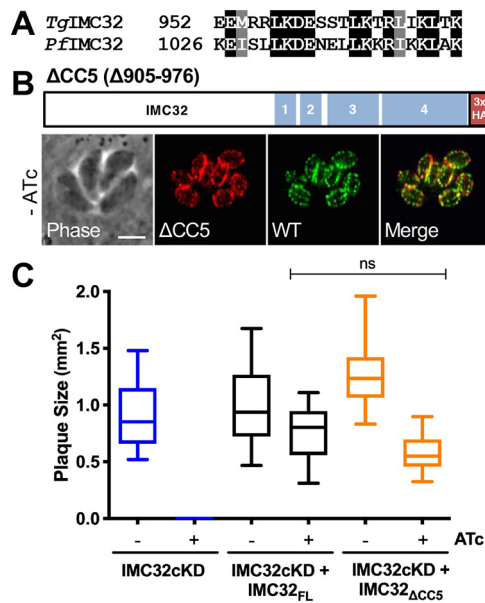 A
TgIMC32 952 EEMRRLKDESSTLKTRLIKLTK
PfIMC32 1026 KEISLLKDENELLKKRIKKLAK
B
ΔCC5 (Δ905-976)
IMC32 1 2 3 4 3x HA
- ATc
Phase ΔCC5 WT Merge
C
ns
Plaque Size (mm²)
2.0
1.5
1.0
0.5
0.0
- + - + - + ATc
IMC32cKD IMC32cKD + IMC32FL IMC32cKD + IMC32ΔCC5